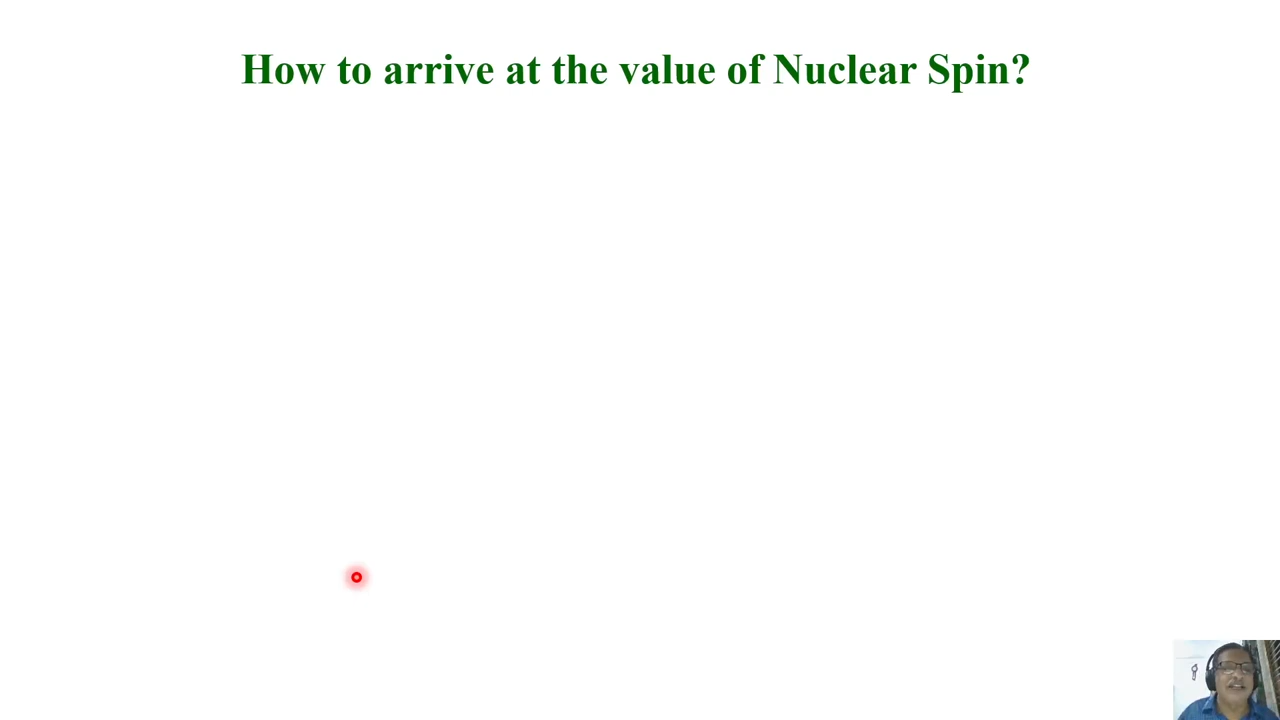 How to arrive at the value of Nuclear Spin?